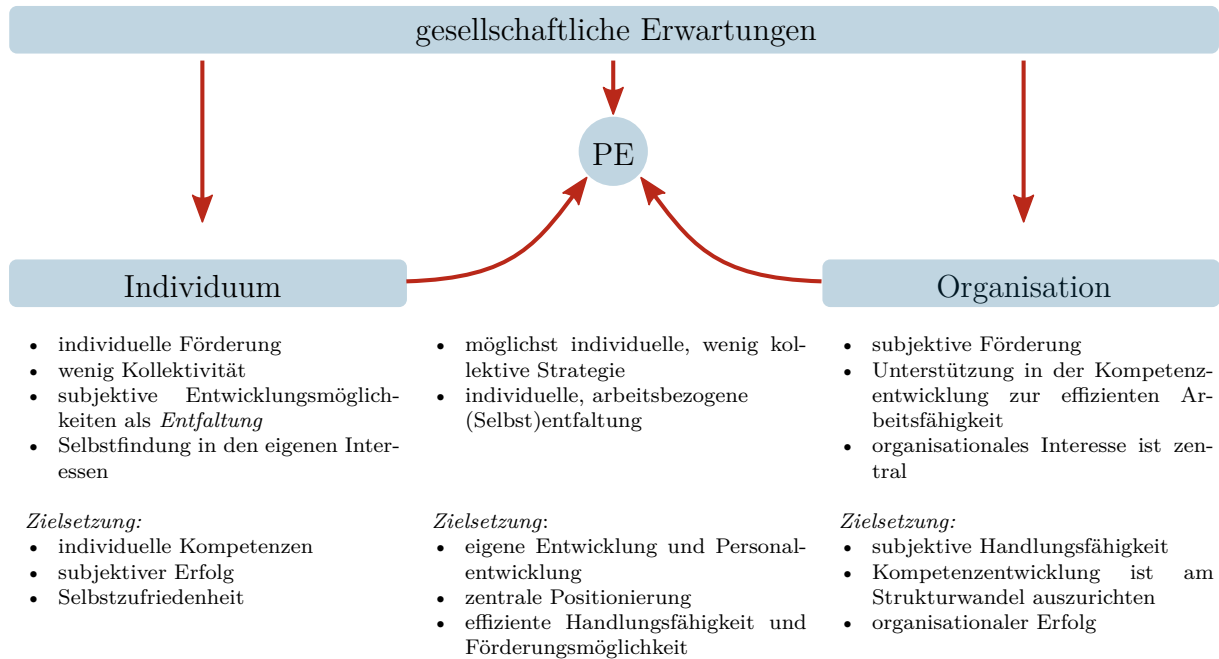 gesellschaftliche Erwartungen
PE
Individuum
• individuelle Förderung
• wenig Kollektivität
• subjektive Entwicklungsmöglich-
keiten als Entfaltung
• Selbstfindung in den eigenen Inter-
essen
Zielsetzung:
• individuelle Kompetenzen
• subjektiver Erfolg
• Selbstzufriedenheit
• möglichst individuelle, wenig kol-
lektive Strategie
• individuelle, arbeitsbezogene
(Selbst)entfaltung
Zielsetzung:
• eigene Entwicklung und Personal-
entwicklung
• zentrale Positionierung
• effiziente Handlungsfähigkeit und
Förderungsmöglichkeit
Organisation
• subjektive Förderung
• Unterstützung in der Kompetenz-
entwicklung zur effizienten Ar-
beitsfähigkeit
• organisationales Interesse ist zen-
tral
Zielsetzung:
• subjektive Handlungsfähigkeit
• Kompetenzentwicklung ist am
Strukturwandel auszurichten
• organisationaler Erfolg